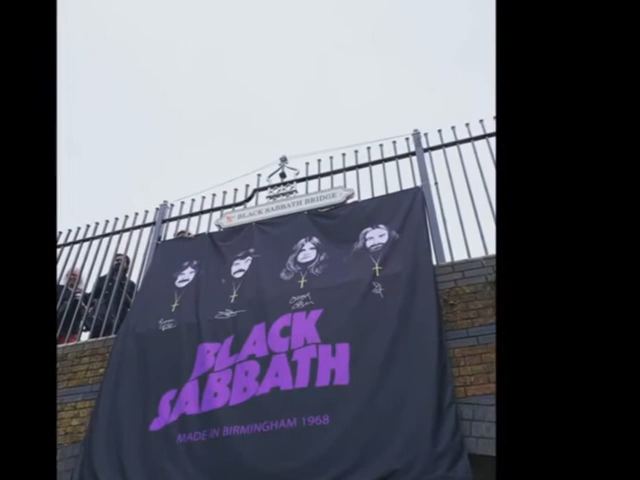 BLACK SABBATH BRIDGE
BLACK
SABBATH
MADE IN BIRMINGHAM 1968